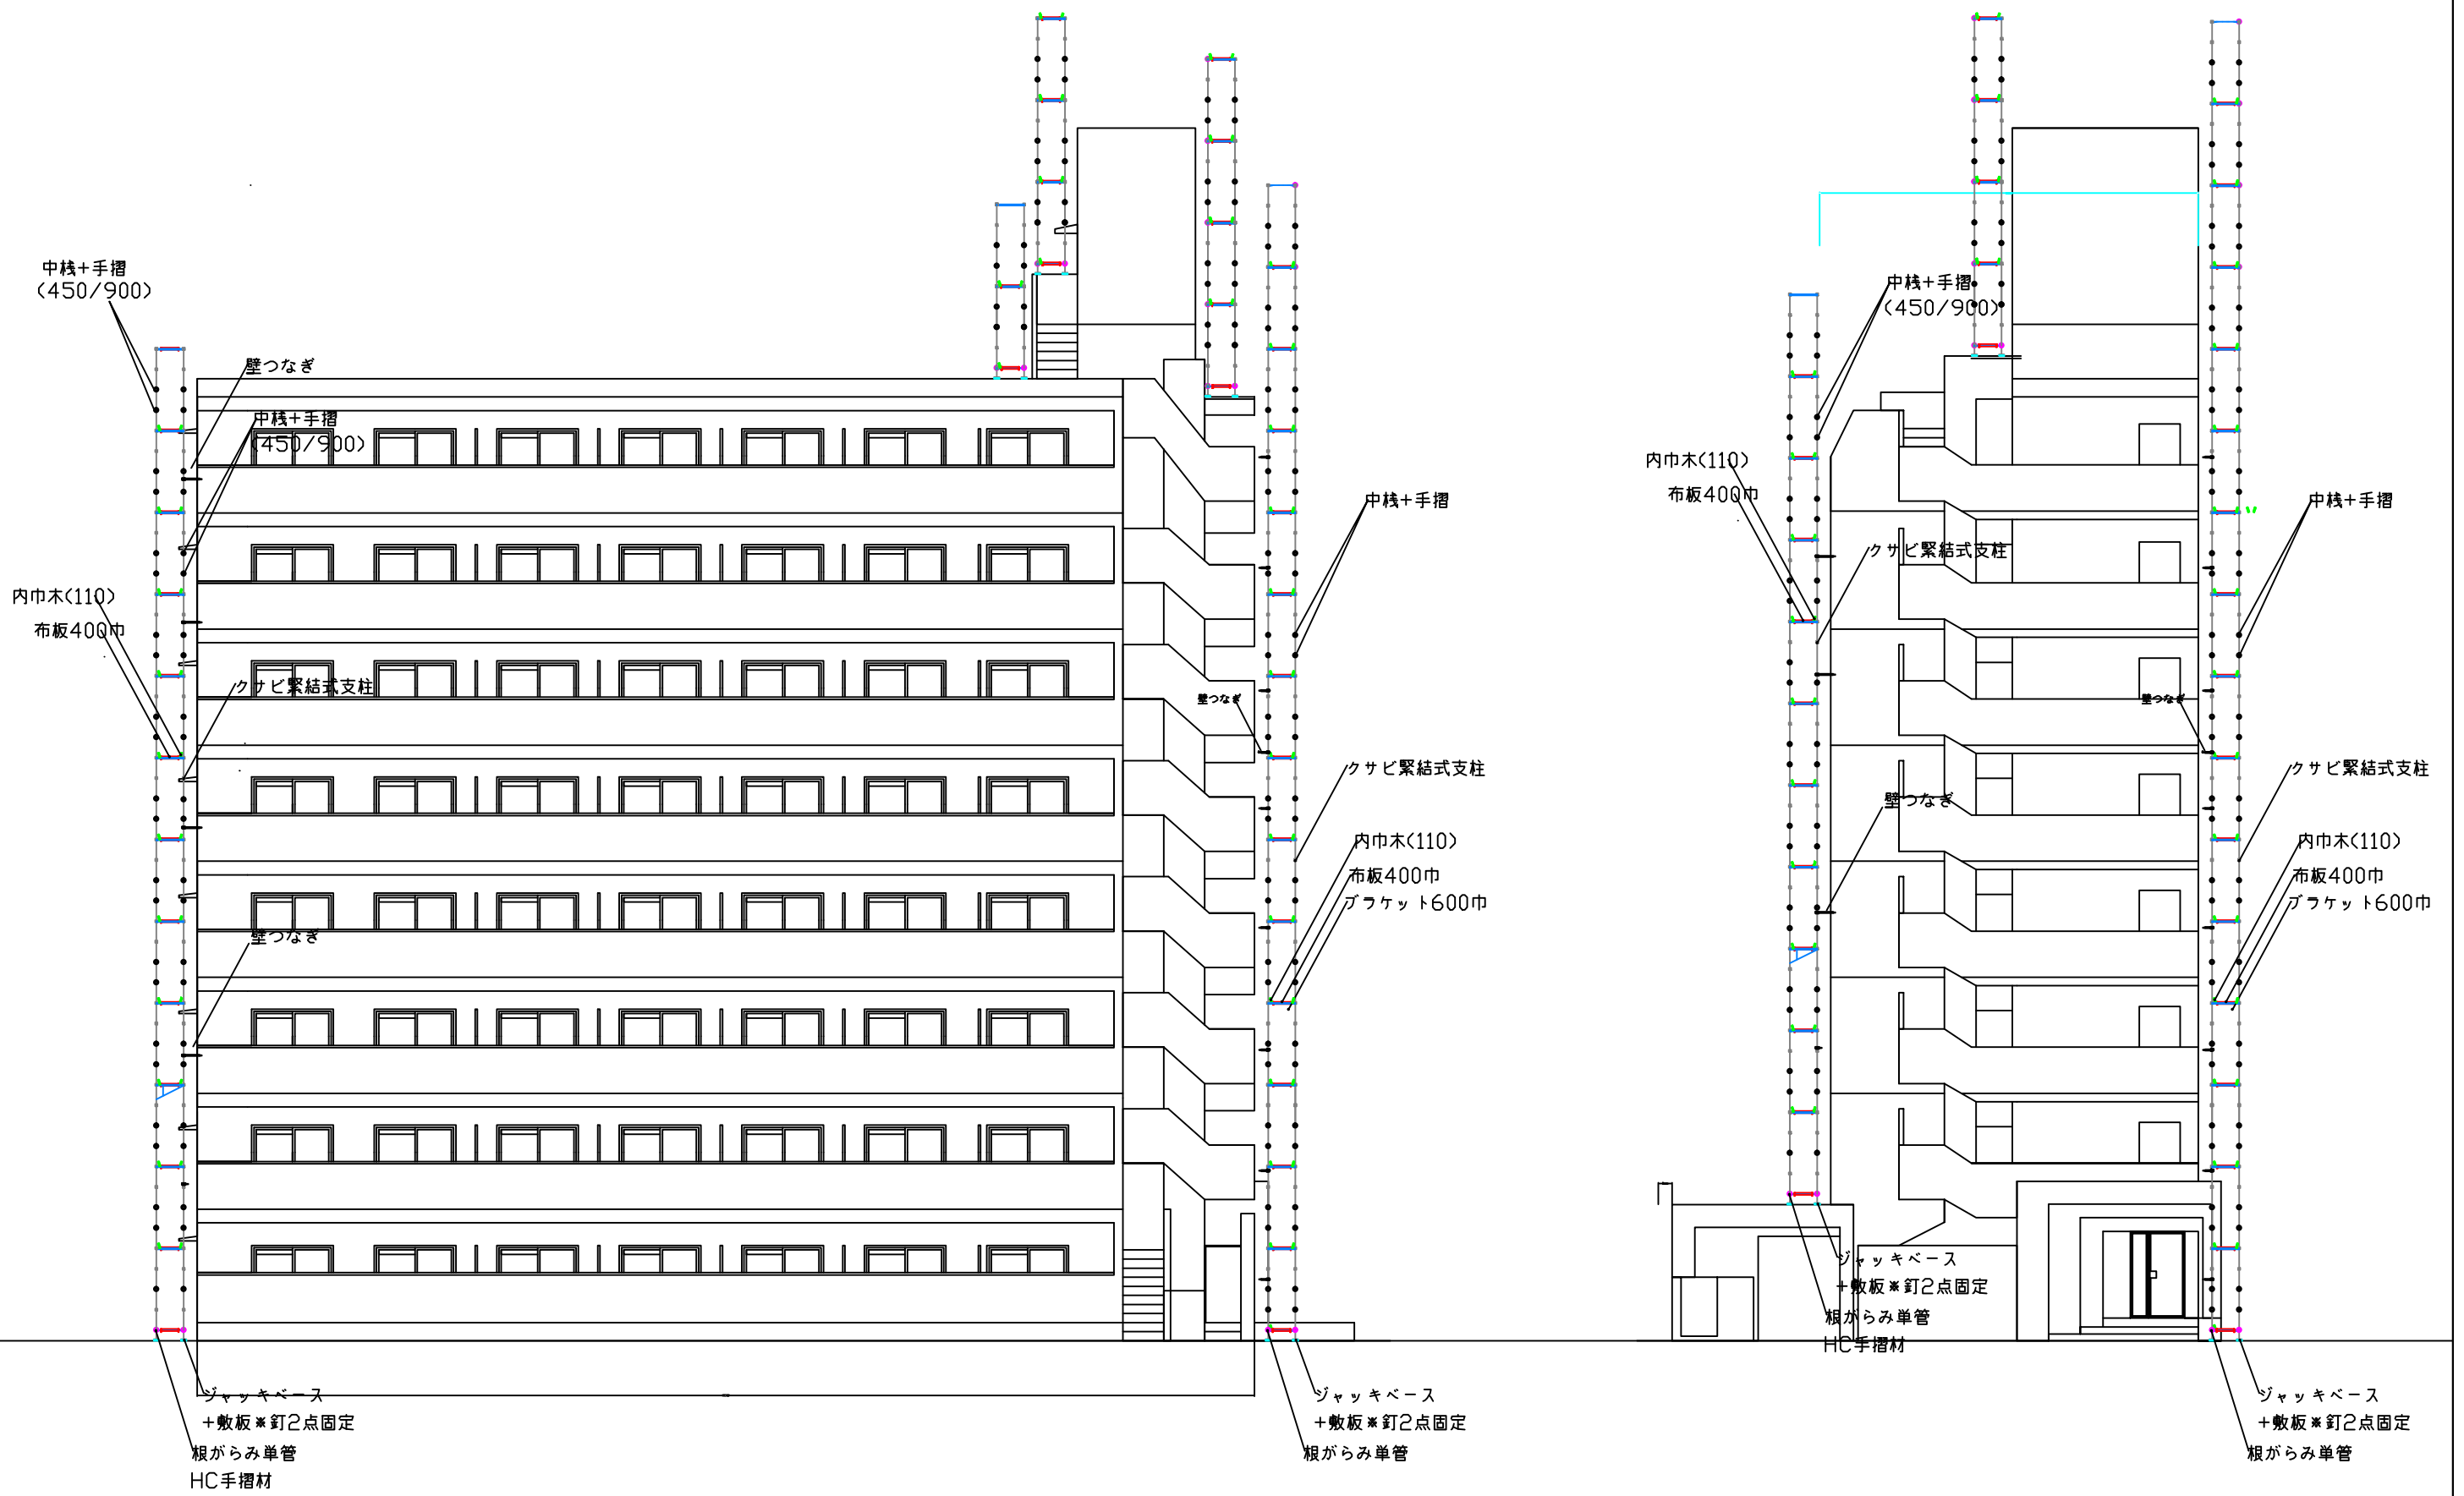 中桟+手摺
(450/900)
壁つなぎ
中桟+手摺
(450/900)
内巾木(110)
布板400巾
クサビ緊結式支柱
壁つなぎ
ジャッキベース
+敷板※釘2点固定
根がらみ単管
HC手摺材
中桟+手摺
壁つなぎ
クサビ緊結式支柱
内巾木(110)
布板400巾
ブラケット600巾
ジャッキベース
+敷板※釘2点固定
根がらみ単管
中桟+手摺
(450/900)
内巾木(110)
布板400巾
クサビ緊結式支柱
壁つなぎ
ジャッキベース
+敷板※釘2点固定
根がらみ単管
HC手摺材
中桟+手摺
壁つなぎ
クサビ緊結式支柱
内巾木(110)
布板400巾
ブラケット600巾
ジャッキベース
+敷板※釘2点固定
根がらみ単管